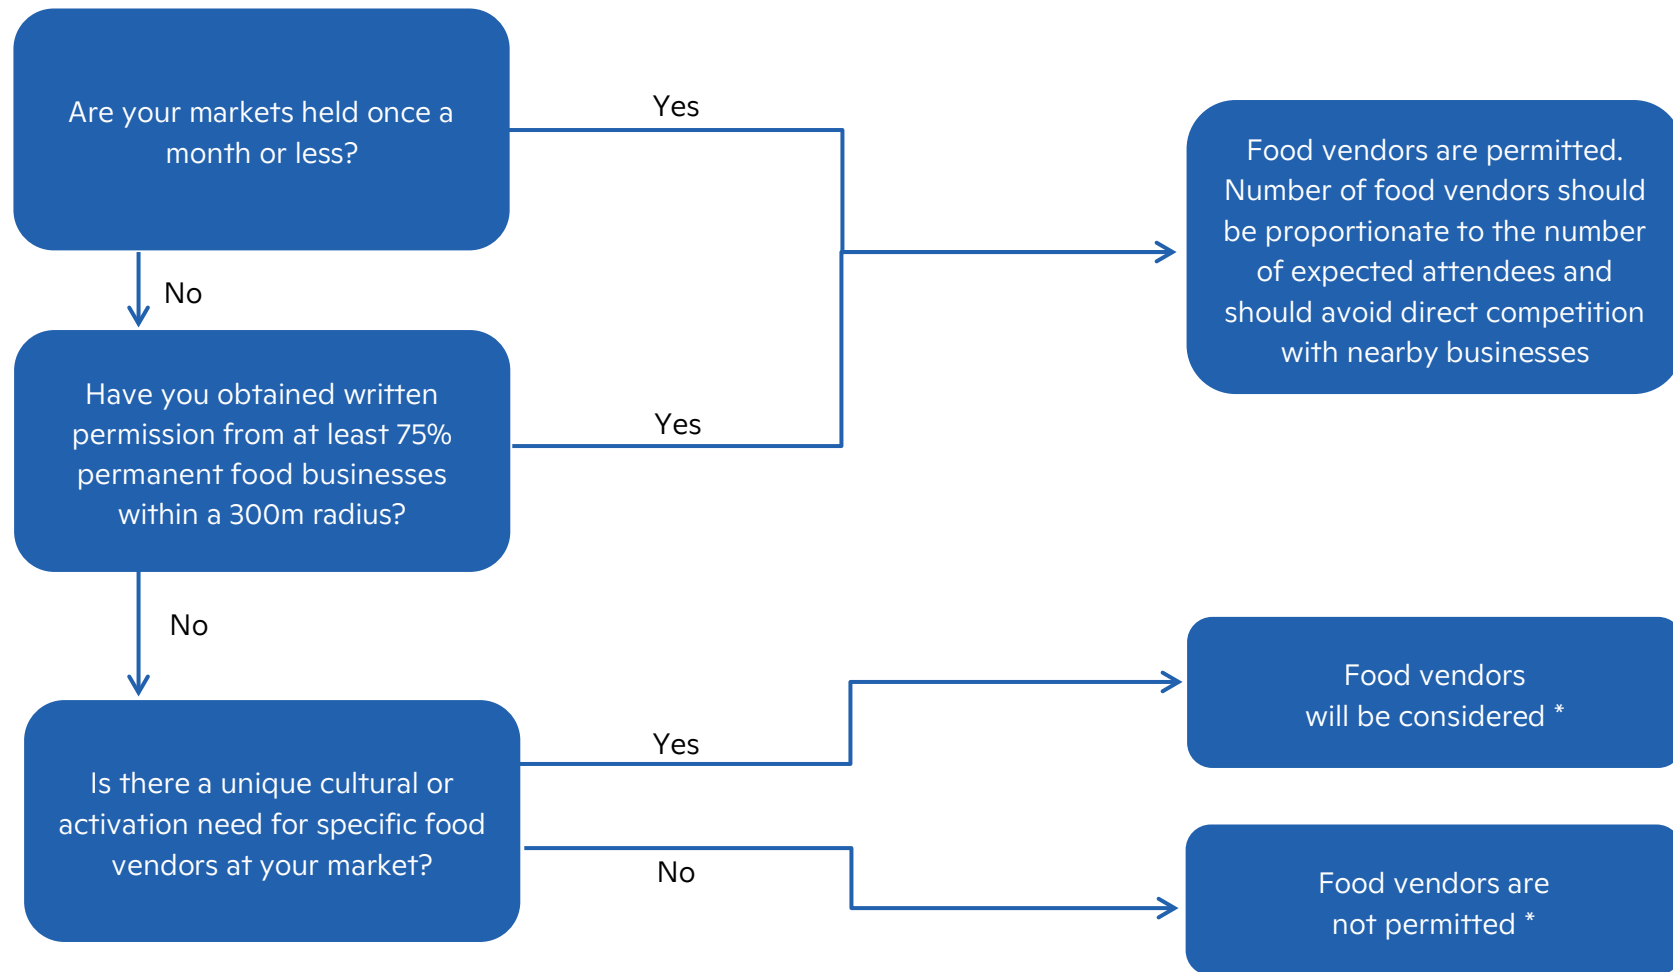 Are your markets held once a
month or less?
Yes
Food vendors are permitted.
Number of food vendors should
be proportionate to the number
of expected attendees and
should avoid direct competition
with nearby businesses
No
Have you obtained written
permission from at least 75%
permanent food businesses
within a 300m radius?
Yes
No
Is there a unique cultural or
activation need for specific food
vendors at your market?
Yes
Food vendors
will be considered *
No
Food vendors are
not permitted *